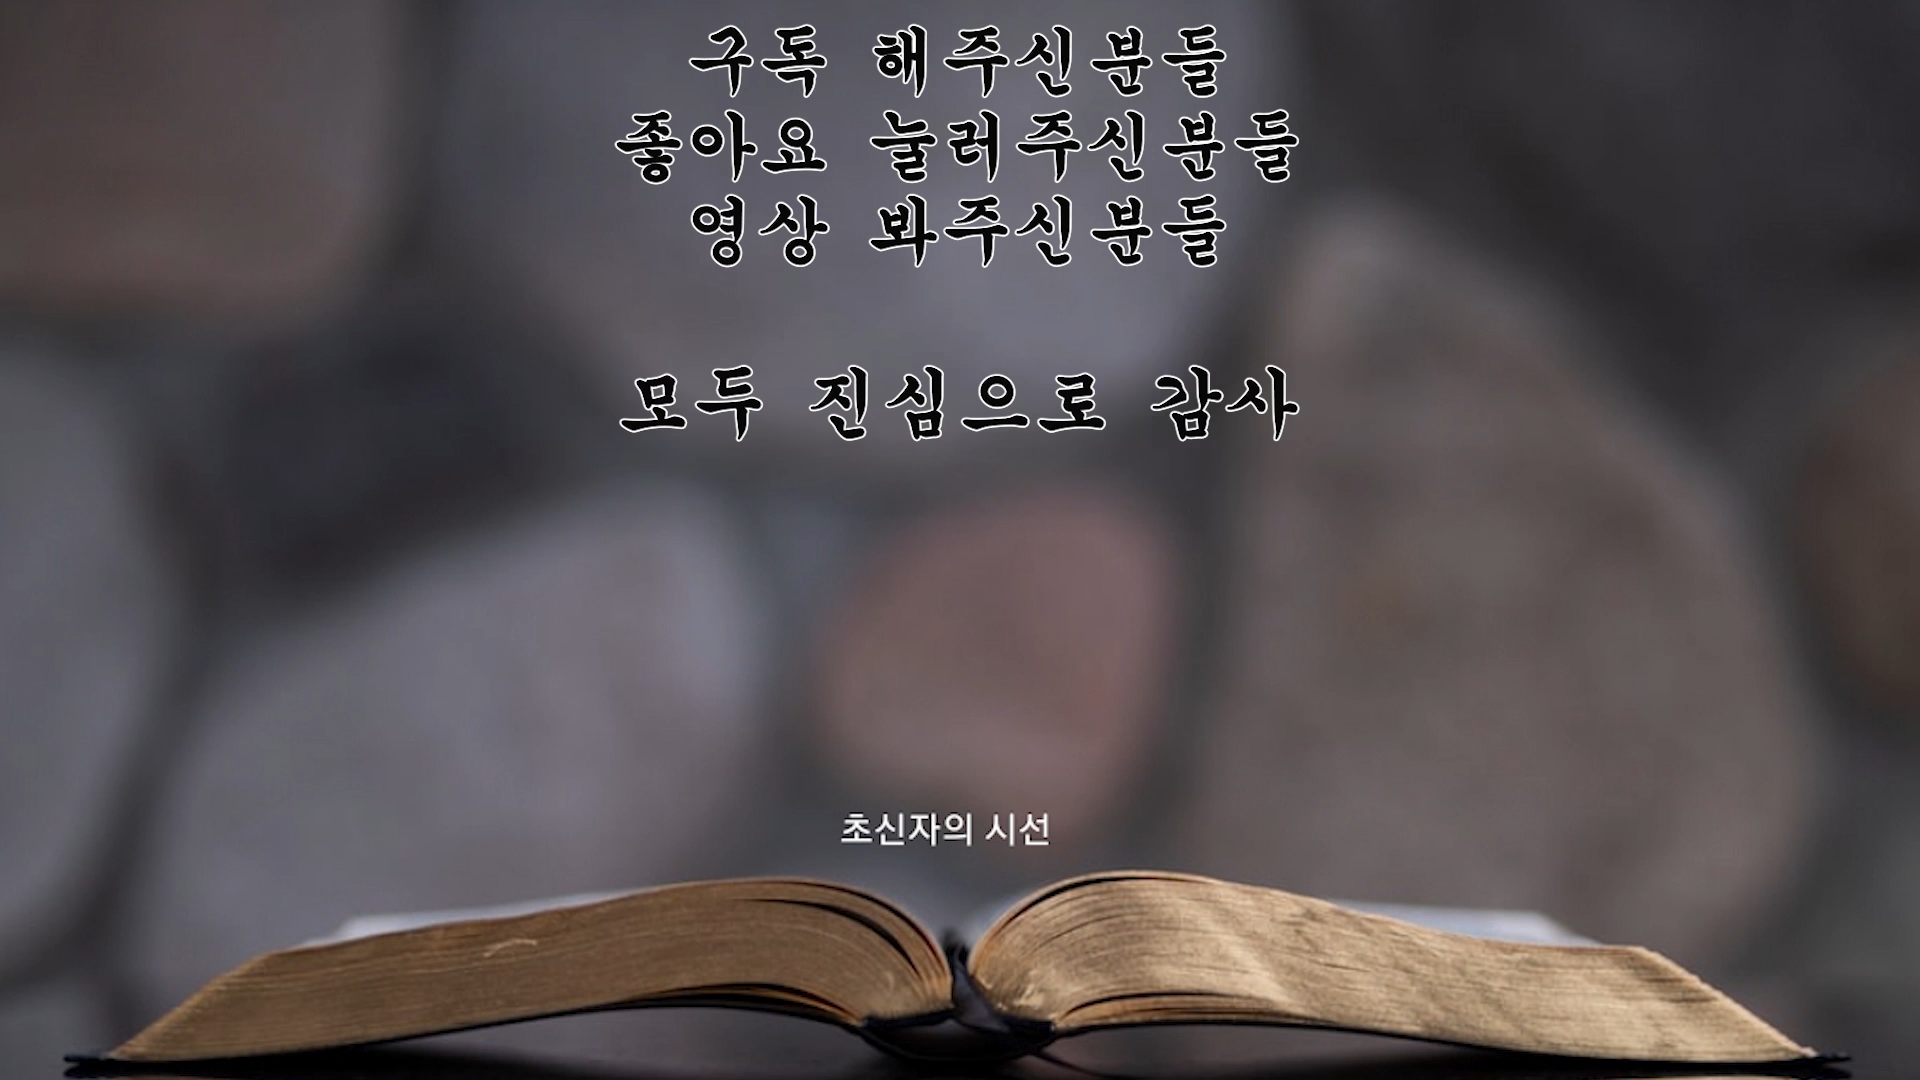 구독 해주신분들
좋아요 눌러주신분들
영상 봐주신분들
모두 진심으로 감사
초신자의 시선